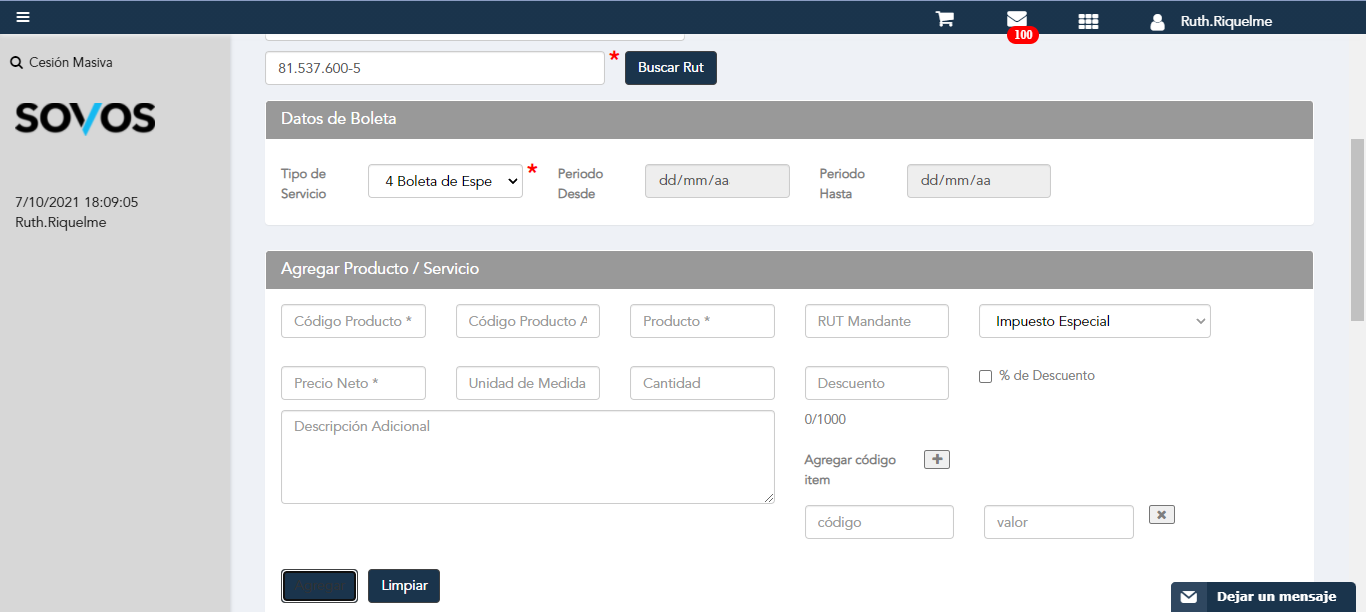 100
Ruth.Riquelme
Cesión Masiva
SOVOS
7/10/2021 18:09:05
Ruth.Riquelme
81.537.600-5
*
Buscar Rut
Datos de Boleta
Tipo de
Servicio
4 Boleta de Espe
*
Periodo
Desde
dd/mm/aa
Periodo
Hasta
dd/mm/aa
Agregar Producto / Servicio
Código Producto *
Código Producto A
Producto *
RUT Mandante
Impuesto Especial
Precio Neto *
Unidad de Medida
Cantidad
Descuento
% de Descuento
Descripción Adicional
0/1000
Agregar código
item
código
valor
Limpiar
Dejar un mensaje